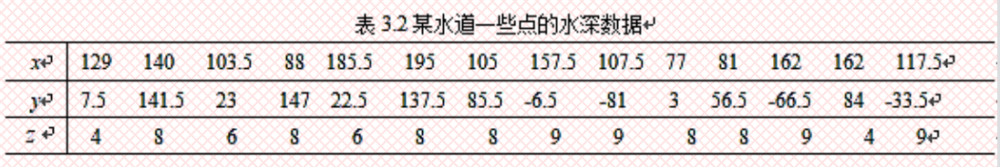 表 3.2 某水道一些点的水深数据↵
x↵ 129 140 103.5 88 185.5 195 105 157.5 107.5 77 81 162 162 117.5↵
y↵ 7.5 141.5 23 147 22.5 137.5 85.5 -6.5 -81 3 56.5 -66.5 84 -33.5↵
z↵ 4 8 6 8 6 8 8 9 9 8 8 9 4 9↵